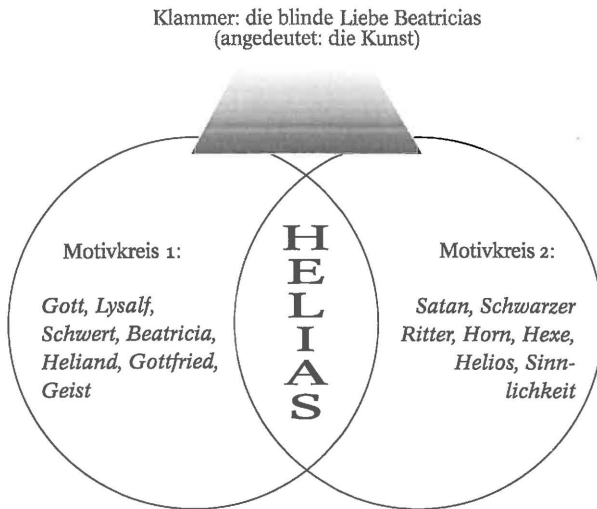 Klammer: die blinde Liebe Beatricias
(angedeutet: die Kunst)
Motivkreis 1:
Gott, Lysalf,
Schwert, Beatricia,
Heliand, Gottfried,
Geist
HELIAS
Motivkreis 2:
Satan, Schwarzer
Ritter, Horn, Hexe,
Helios, Sinn-
lichkeit